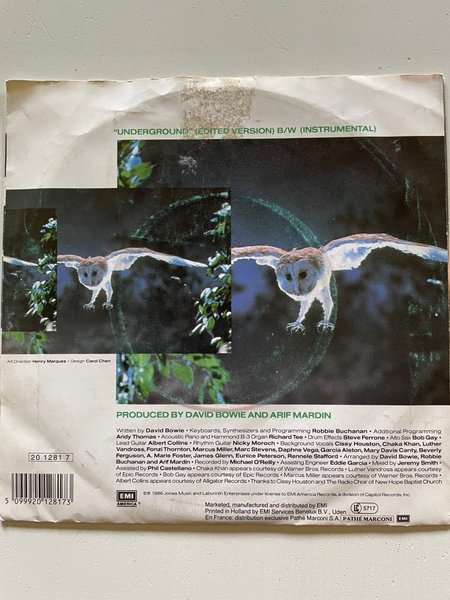 "UNDERGROUND" (EDITED VERSION) B/W (INSTRUMENTAL)
Art Direction Henry Marquez • Design Carol Chen
PRODUCED BY DAVID BOWIE AND ARIF MARDIN
Written by David Bowie • Keyboards, Synthesizers and Programming Robbie Buchanan • Additional Programming
Andy Thomas • Acoustic Piano and Hammond B-3 Organ Richard Tee • Drum Effects Steve Ferrone • Alto Sax Bob Gay •
Lead Guitar Albert Collins • Rhythm Guitar Nicky Moroch • Background Vocals Cissy Houston, Chaka Khan, Luther
Vandross, Fonzi Thornton, Marcus Miller, Marc Stevens, Daphne Vega, Garcia Alston, Mary Davis Canty, Beverly
Ferguson, A. Marie Foster, James Glenn, Eunice Peterson, Rennele Stafford • Arranged by David Bowie, Robbie
Buchanan and Arif Mardin • Recorded by Michael O'Reilly • Assisting Engineer Eddie Garcia • Mixed by Jeremy Smith •
Assisted by Phil Castellano • Chaka Khan appears courtesy of Warner Bros. Records • Luther Vandross appears courtesy
of Epic Records • Bob Gay appears courtesy of Epic Records • Marcus Miller appears courtesy of Warner Bros. Records •
Albert Collins appears courtesy of Alligator Records • Thanks to Cissy Houston and The Radio Choir of New Hope Baptist Church
20 1281 7
5 099920 128173
EMI
AMERICA
℗ © 1986 Jones Music and Labyrinth Enterprises under license to EMI America Records, a division of Capitol Records, Inc.
Marketed, manufactured and distributed by EMI
Printed in Holland by EMI Services Benelux B.V., Uden
En France: distribution exclusive Pathé Marconi S.A.
LC 5717
PATHÉ MARCONI
EMI